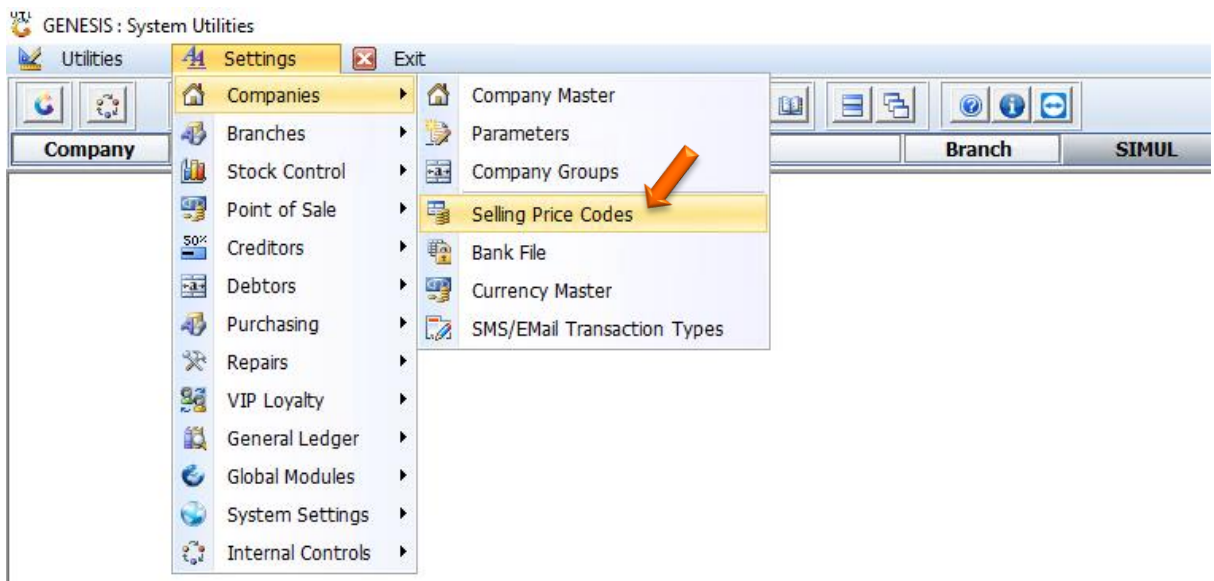 GENESIS : System Utilities
Utilities Settings Exit
Companies
Branches
Stock Control
Point of Sale
Creditors
Debtors
Purchasing
Repairs
VIP Loyalty
General Ledger
Global Modules
System Settings
Internal Controls
Company Master
Parameters
Company Groups
Selling Price Codes
Bank File
Currency Master
SMS/EMail Transaction Types
Company Branch SIMUL
50%